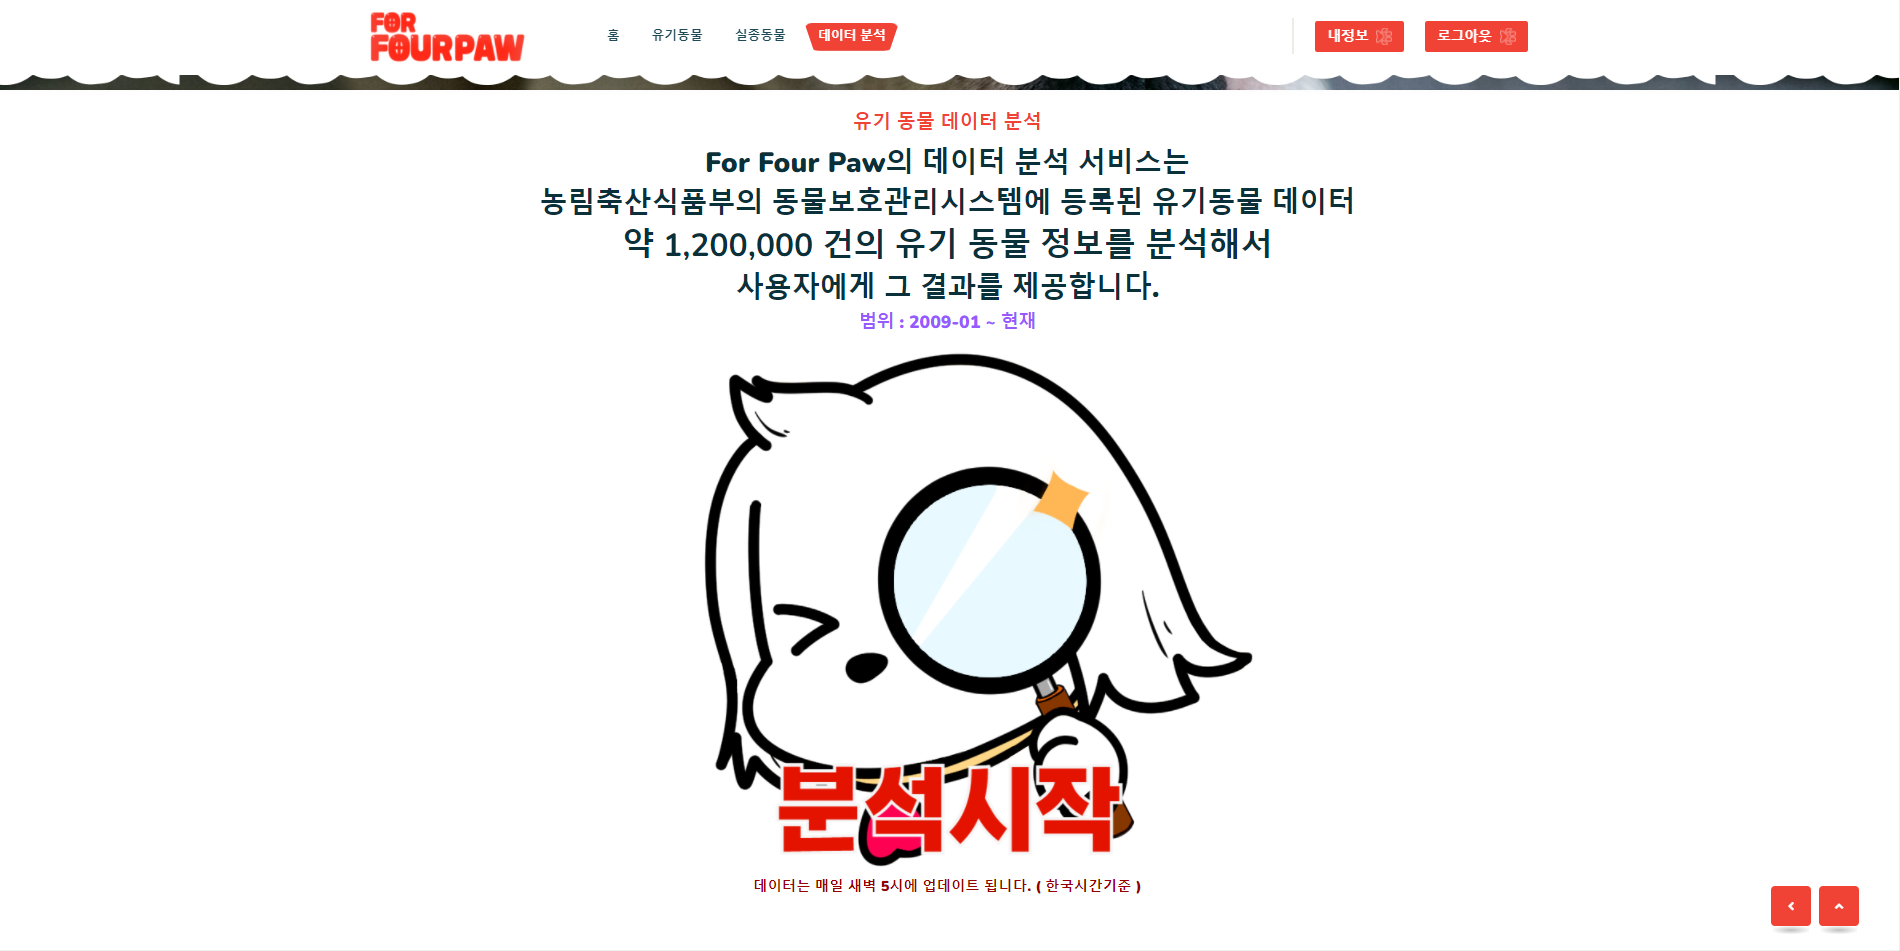 FOR
FOURPAW
홈
유기동물
실종동물
데이터 분석
내정보
로그아웃
유기 동물 데이터 분석
For Four Paw의 데이터 분석 서비스는
농림축산식품부의 동물보호관리시스템에 등록된 유기동물 데이터
약 1,200,000 건의 유기 동물 정보를 분석해서
사용자에게 그 결과를 제공합니다.
범위 : 2009-01 ~ 현재
분석시작
데이터는 매일 새벽 5시에 업데이트 됩니다. ( 한국시간기준 )